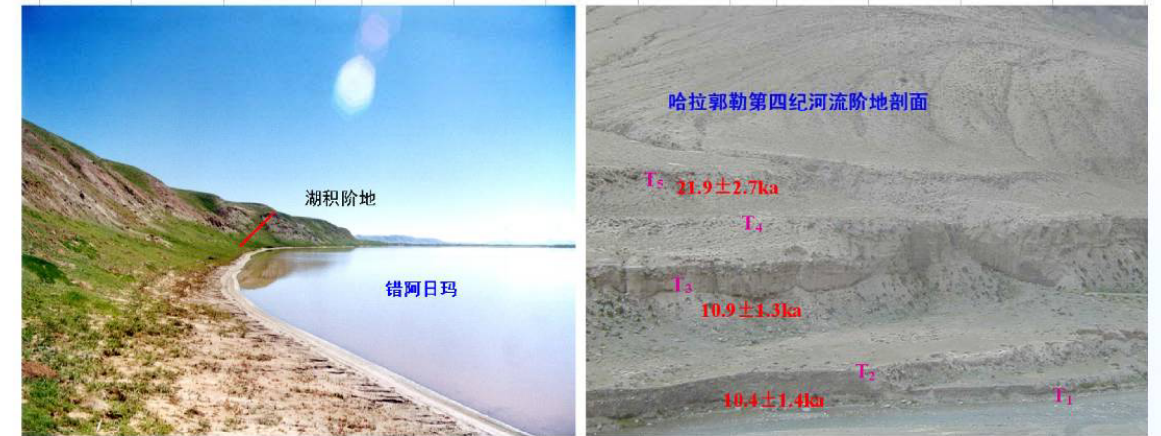 湖积阶地
错阿日玛
哈拉郭勒第四纪河流阶地剖面
T5
21.9±2.7ka
T4
T3
10.9±1.3ka
T2
10.4±1.4ka
T1